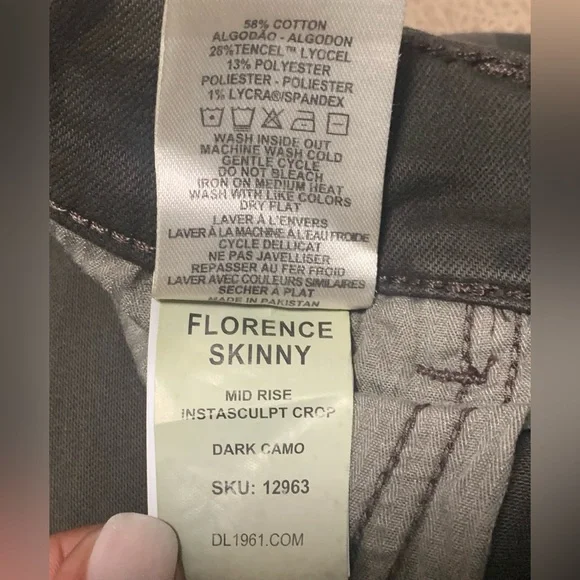 58% COTTON
ALGODÃO - ALGODON
28%TENCEL™ LYOCEL
13% POLYESTER
POLIESTER - POLIESTER
1% LYCRA®/SPANDEX
WASH INSIDE OUT
MACHINE WASH COLD
GENTLE CYCLE
DO NOT BLEACH
IRON ON MEDIUM HEAT
WASH WITH LIKE COLORS
DRY FLAT
LAVER À L'ENVERS
LAVER À LA MACHINE À L'EAU FROIDE
CYCLE DELLICAT
NE PAS JAVELLISER
REPASSER AU FER FROID
LAVER AVEC COULEURS SIMILAIRES
SECHER À PLAT
MADE IN PAKISTAN
FLORENCE
SKINNY
MID RISE
INSTASCULPT CROP
DARK CAMO
SKU: 12963
DL1961.COM